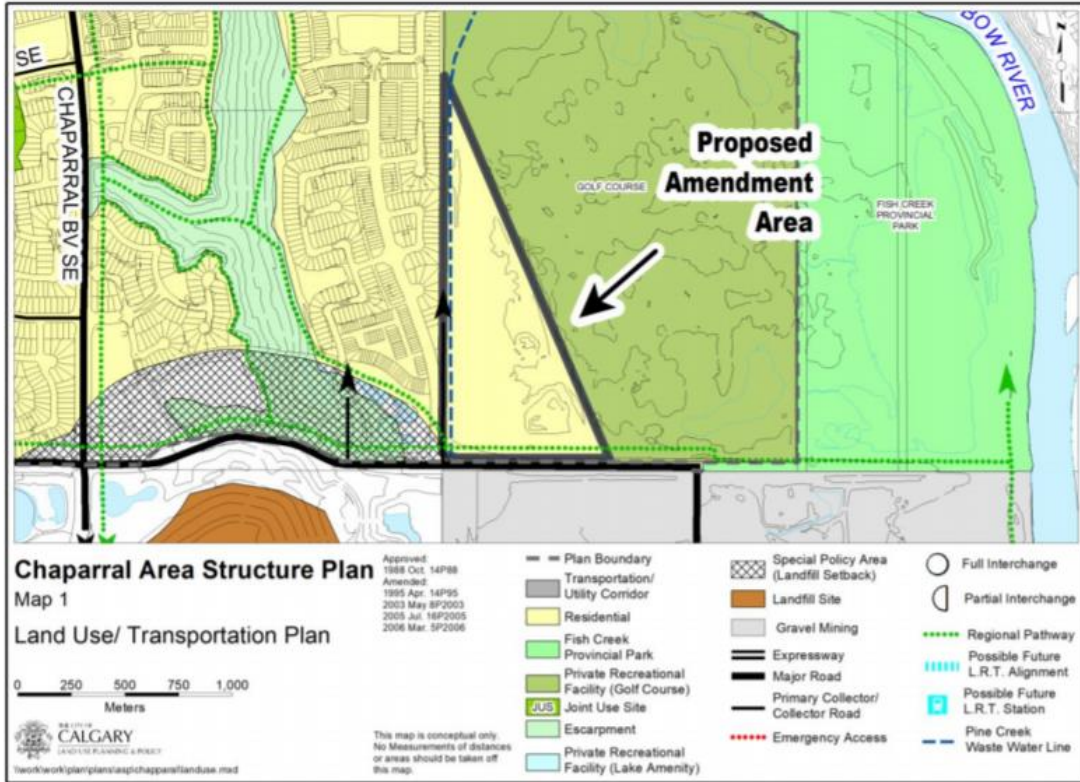 SE
CHAPARRAL BV SE
BOW RIVER
Proposed
Amendment
Area
GOLF COURSE
FISH CREEK
PROVINCIAL
PARK
Chaparral Area Structure Plan
Map 1
Land Use/ Transportation Plan
0 250 500 750 1,000
Meters
THE CITY OF
CALGARY
LAND USE PLANNING & POLICY
Approved:
1988 Oct. 14P88
Amended:
1995 Apr. 14P95
2003 May 8P2003
2005 Jul. 16P2005
2006 Mar. 5P2006
This map is conceptual only.
No Measurements of distances
or areas should be taken off
this map.
Plan Boundary
Transportation/
Utility Corridor
Residential
Fish Creek
Provincial Park
Private Recreational
Facility (Golf Course)
JUS Joint Use Site
Escarpment
Private Recreational
Facility (Lake Amenity)
Special Policy Area
(Landfill Setback)
Landfill Site
Gravel Mining
Expressway
Major Road
Primary Collector/
Collector Road
Emergency Access
Full Interchange
Partial Interchange
Regional Pathway
Possible Future
L.R.T. Alignment
Possible Future
L.R.T. Station
Pine Creek
Waste Water Line